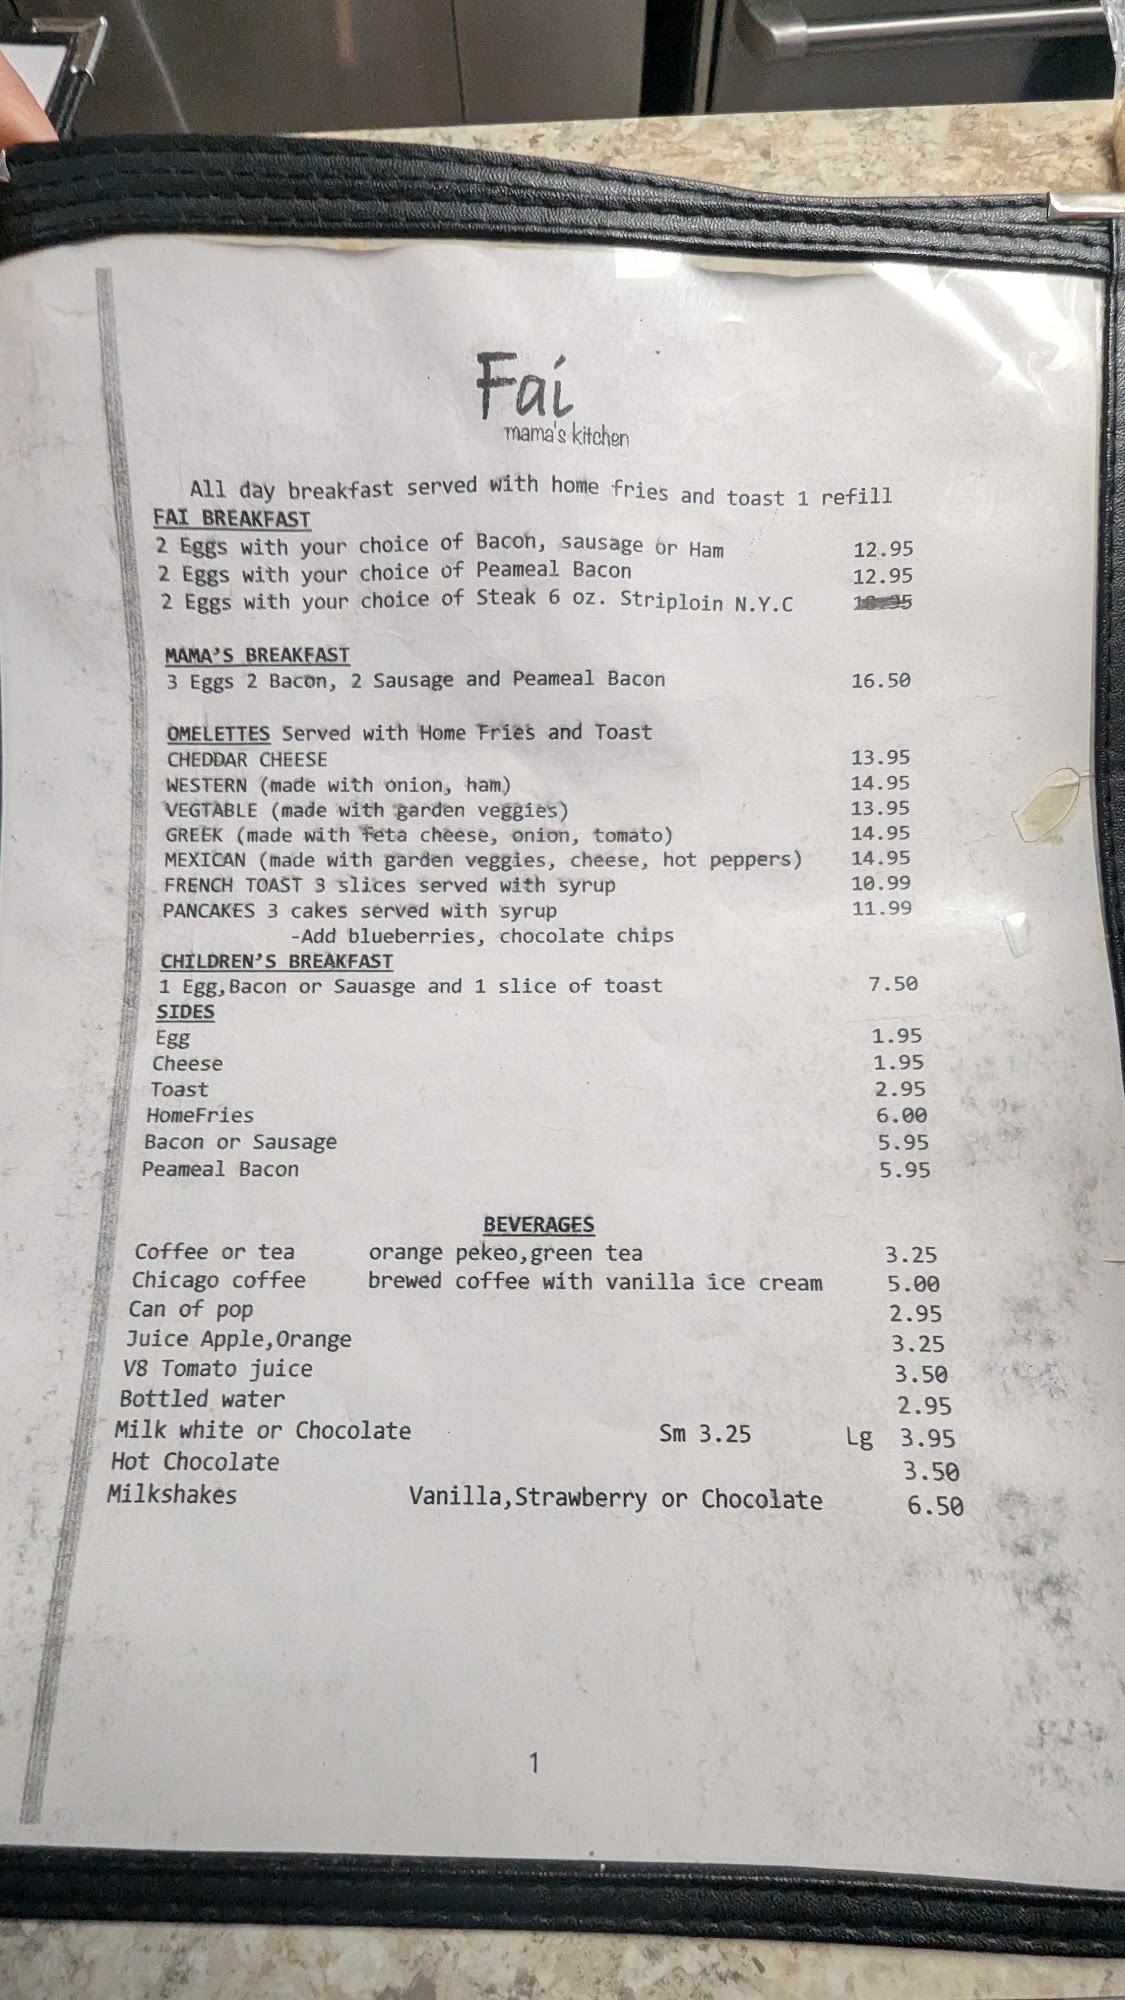 Fai
mama's kitchen
All day breakfast served with home fries and toast 1 refill
FAI BREAKFAST
2 Eggs with your choice of Bacon, sausage or Ham 12.95
2 Eggs with your choice of Peameal Bacon 12.95
2 Eggs with your choice of Steak 6 oz. Striploin N.Y.C
MAMA'S BREAKFAST
3 Eggs 2 Bacon, 2 Sausage and Peameal Bacon 16.50
OMELETTES Served with Home Fries and Toast
CHEDDAR CHEESE 13.95
WESTERN (made with onion, ham) 14.95
VEGTABLE (made with garden veggies) 13.95
GREEK (made with feta cheese, onion, tomato) 14.95
MEXICAN (made with garden veggies, cheese, hot peppers) 14.95
FRENCH TOAST 3 slices served with syrup 10.99
PANCAKES 3 cakes served with syrup 11.99
-Add blueberries, chocolate chips
CHILDREN'S BREAKFAST
1 Egg,Bacon or Sauasge and 1 slice of toast 7.50
SIDES
Egg 1.95
Cheese 1.95
Toast 2.95
HomeFries 6.00
Bacon or Sausage 5.95
Peameal Bacon 5.95
BEVERAGES
Coffee or tea orange pekeo,green tea 3.25
Chicago coffee brewed coffee with vanilla ice cream 5.00
Can of pop 2.95
Juice Apple,Orange 3.25
V8 Tomato juice 3.50
Bottled water 2.95
Milk white or Chocolate Sm 3.25 Lg 3.95
Hot Chocolate 3.50
Milkshakes Vanilla,Strawberry or Chocolate 6.50
1